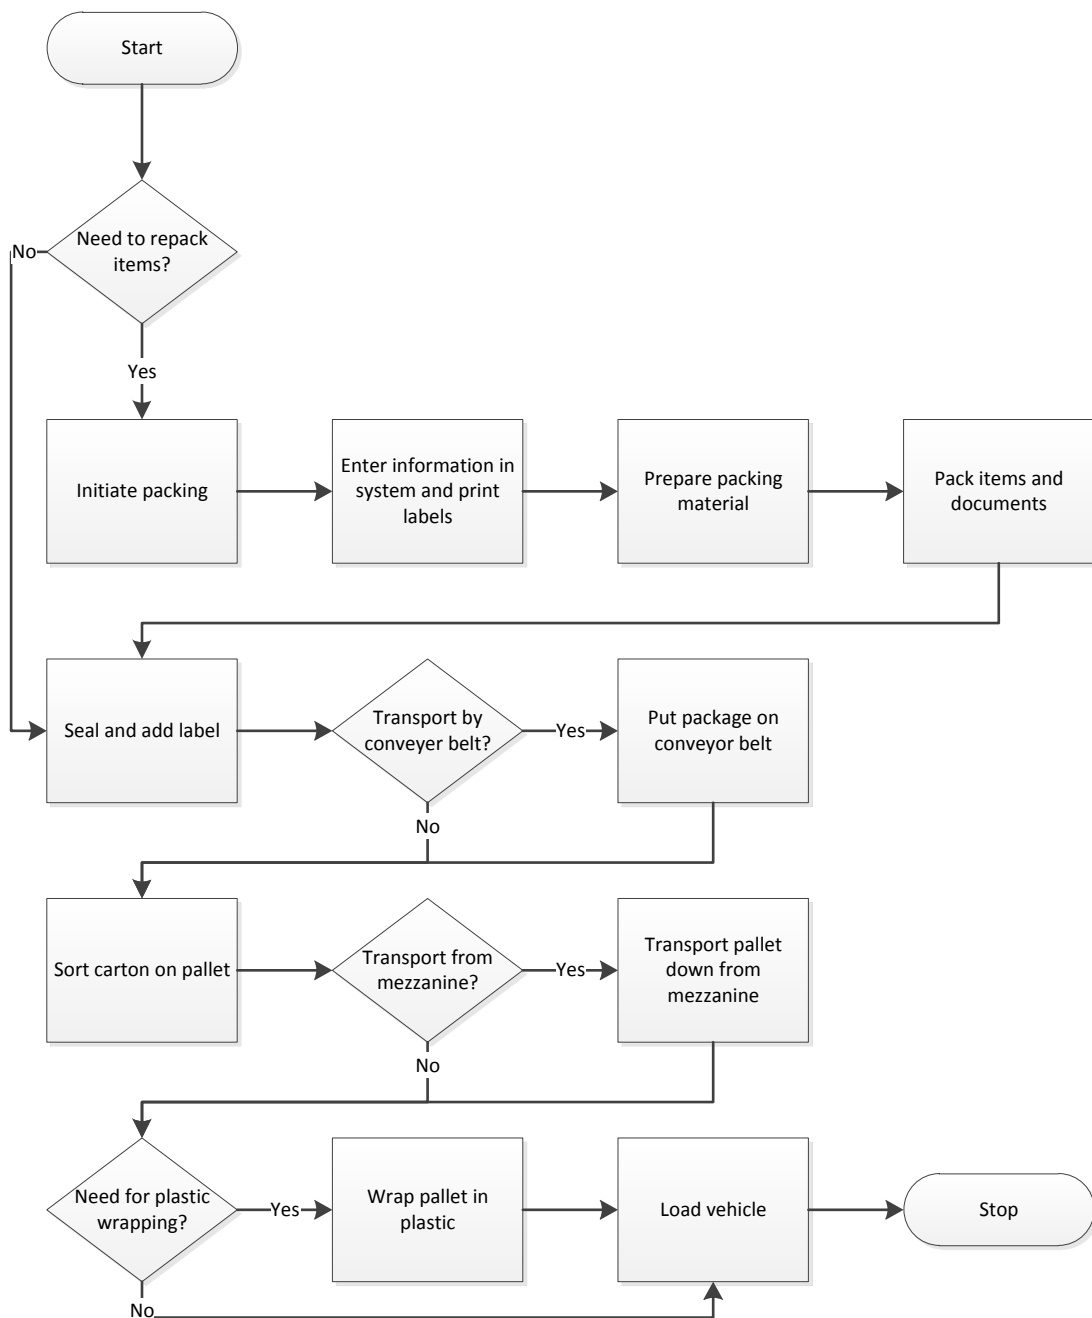 Start
Need to repack
items?
No
Yes
Initiate packing
Enter information in
system and print
labels
Prepare packing
material
Pack items and
documents
Seal and add label
Transport by
conveyer belt?
Yes
Put package on
conveyor belt
No
Sort carton on pallet
Transport from
mezzanine?
Yes
Transport pallet
down from
mezzanine
No
Need for plastic
wrapping?
Yes
Wrap pallet in
plastic
Load vehicle
Stop
No